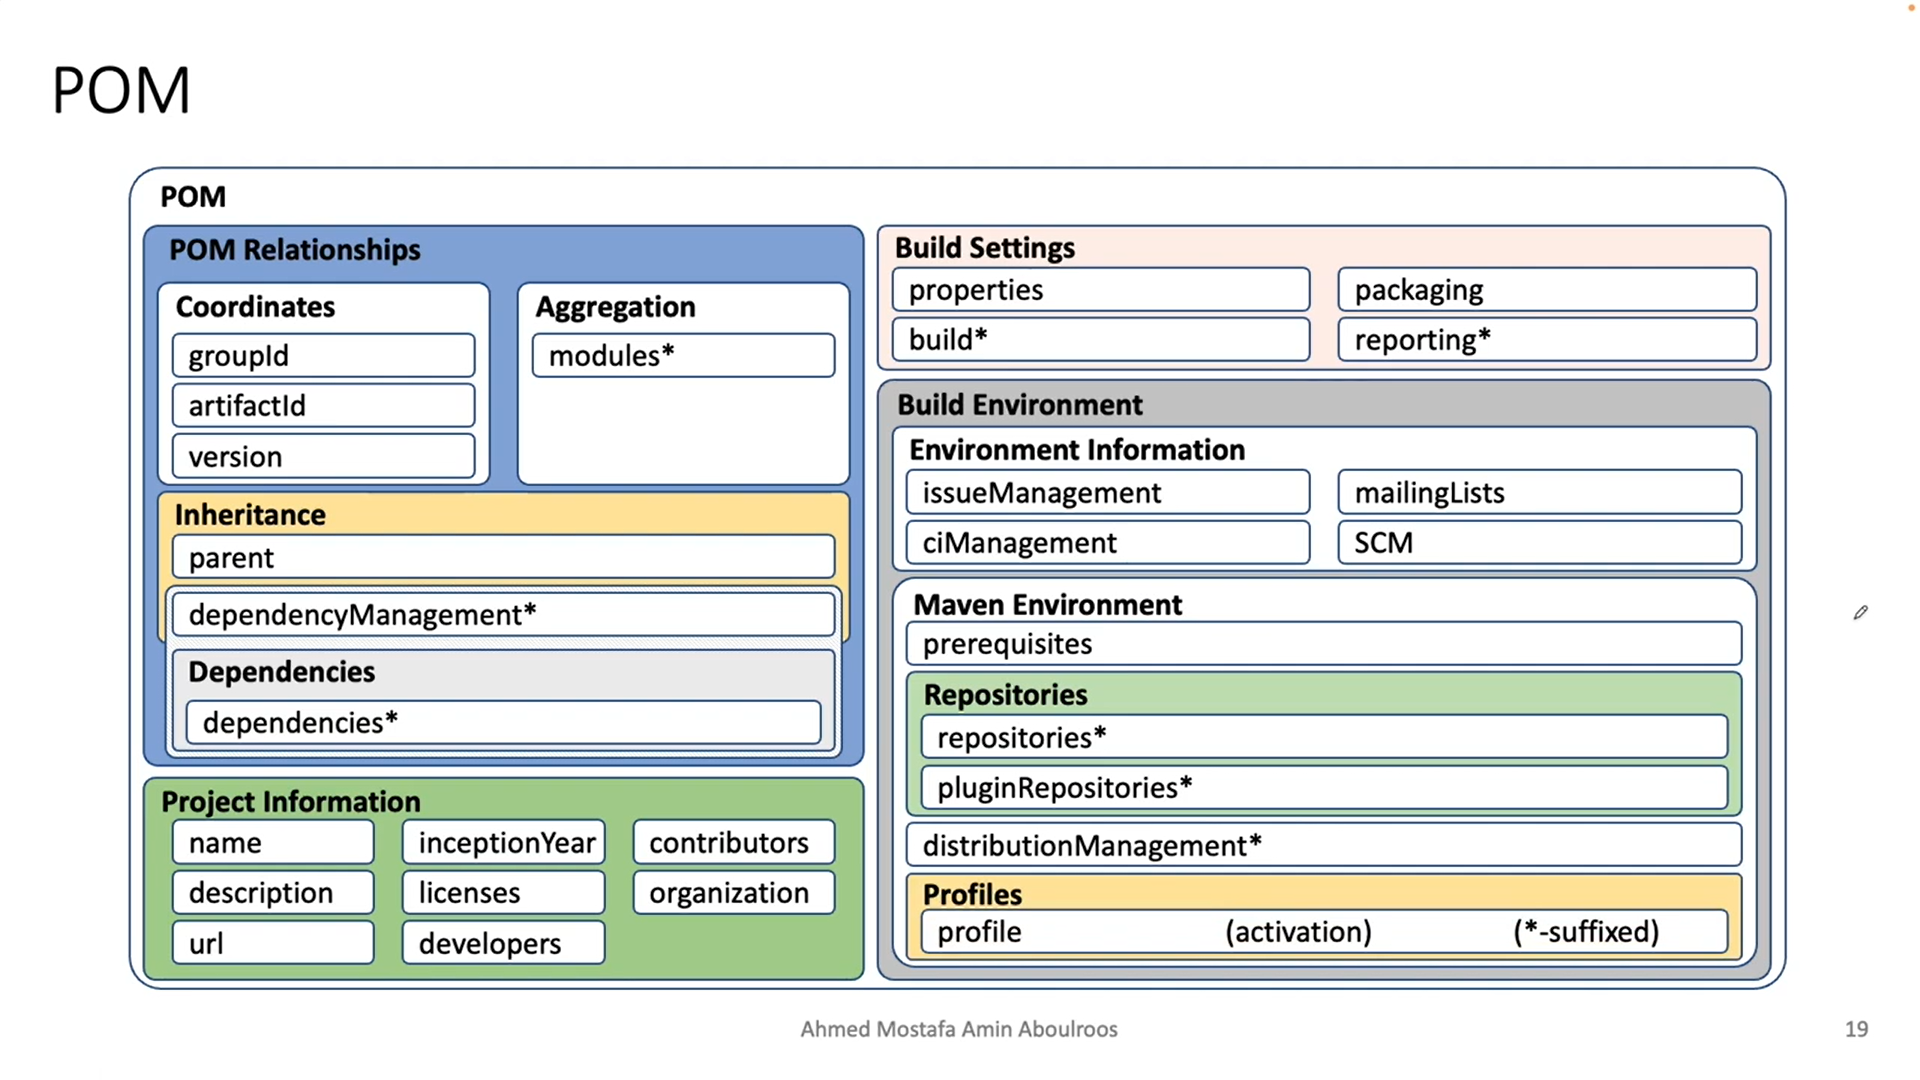 POM
POM
POM Relationships
Coordinates
groupId
artifactId
version
Aggregation
modules*
Inheritance
parent
dependencyManagement*
Dependencies
dependencies*
Project Information
name
inceptionYear
contributors
description
licenses
organization
url
developers
Build Settings
properties
packaging
build*
reporting*
Build Environment
Environment Information
issueManagement
mailingLists
ciManagement
SCM
Maven Environment
prerequisites
Repositories
repositories*
pluginRepositories*
distributionManagement*
Profiles
profile (activation) (*-suffixed)
Ahmed Mostafa Amin Aboulroos
19